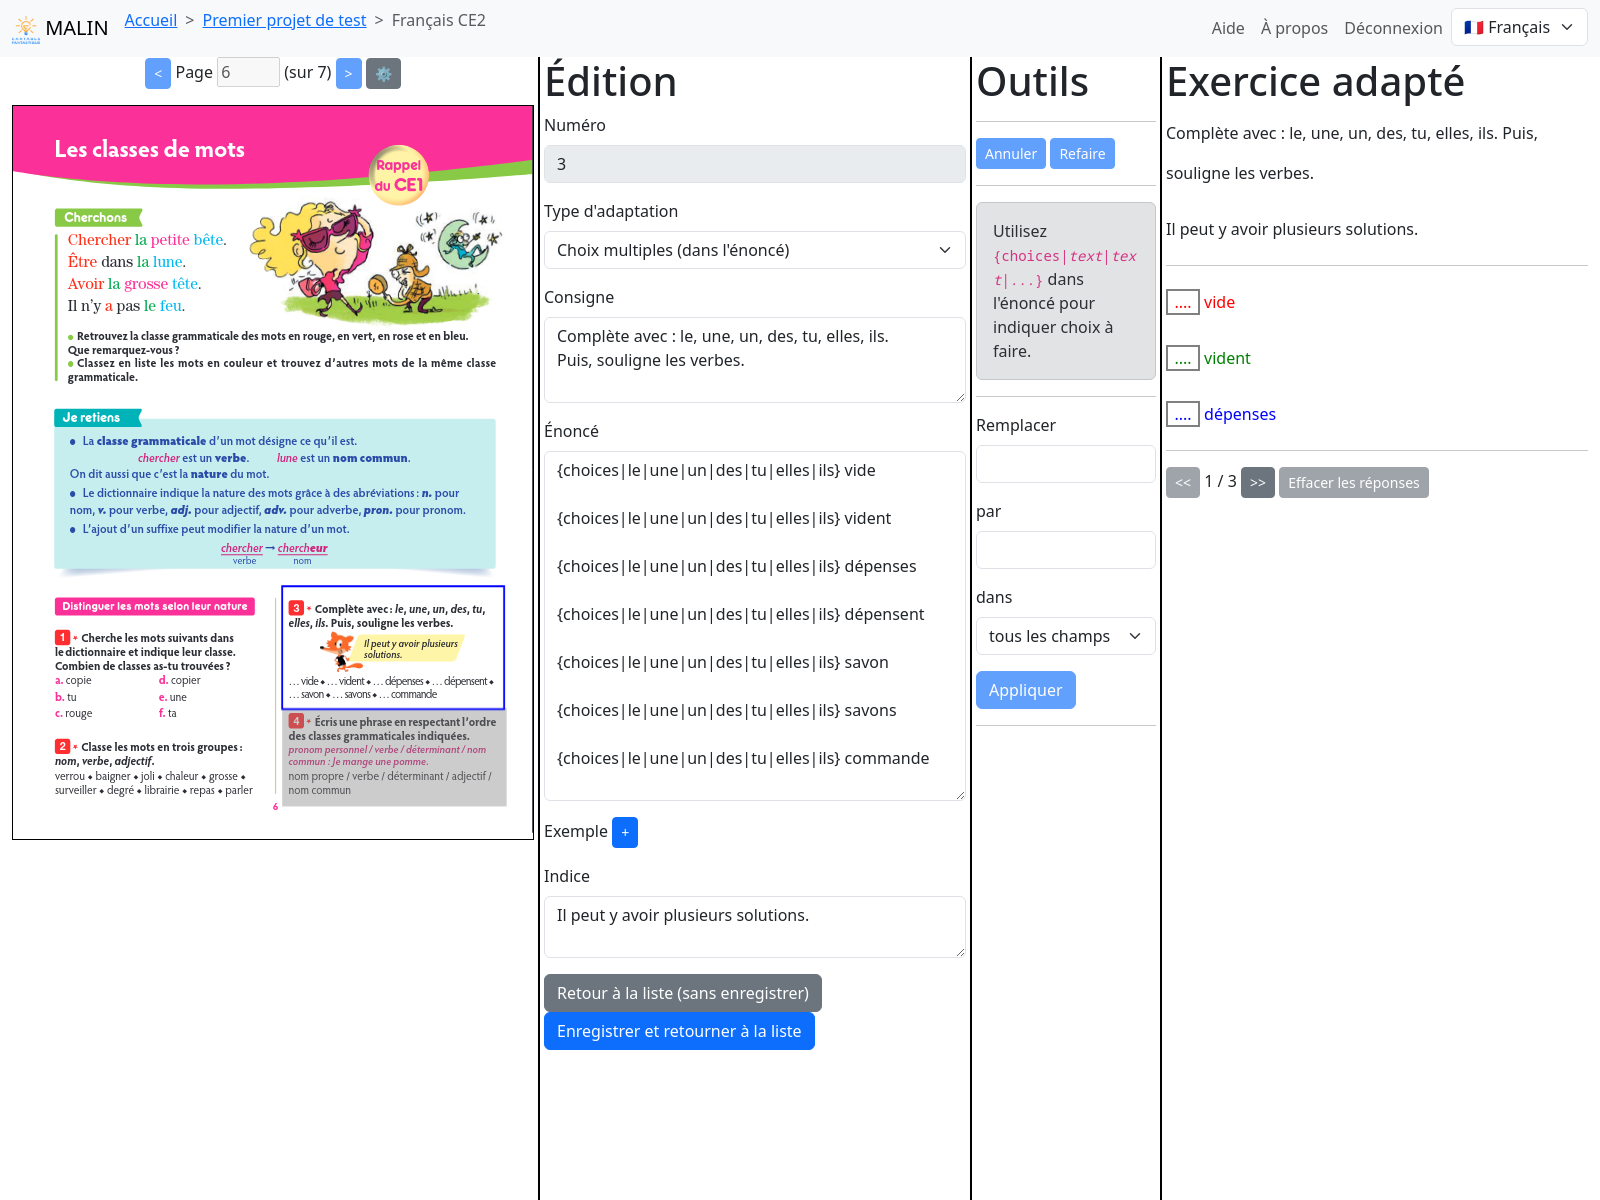 MALIN
Accueil > Premier projet de test > Français CE2
Aide À propos Déconnexion Français
< Page 6 (sur 7) >
Les classes de mots
Rappel
du CE1
Cherchons
Chercher la petite bête.
Être dans la lune.
Avoir la grosse tête.
Il n'y a pas le feu.
Retrouvez la classe grammaticale des mots en rouge, en vert, en rose et en bleu.
Que remarquez-vous ?
Classez en liste les mots en couleur et trouvez d'autres mots de la même classe
grammaticale.
Je retiens
La classe grammaticale d'un mot désigne ce qu'il est.
chercher est un verbe. lune est un nom commun.
On dit aussi que c'est la nature du mot.
Le dictionnaire indique la nature des mots grâce à des abréviations : n. pour
nom, v. pour verbe, adj. pour adjectif, adv. pour adverbe, pron. pour pronom.
L'ajout d'un suffixe peut modifier la nature d'un mot.
chercher → chercheur
verbe nom
Distinguer les mots selon leur nature
1 * Cherche les mots suivants dans
le dictionnaire et indique leur classe.
Combien de classes as-tu trouvées ?
a. copie d. copier
b. tu e. une
c. rouge f. ta
2 * Classe les mots en trois groupes :
nom, verbe, adjectif.
verrou ◆ baigner ◆ joli ◆ chaleur ◆ grosse ◆
surveiller ◆ degré ◆ librairie ◆ repas ◆ parler
3 * Complète avec : le, une, un, des, tu,
elles, ils. Puis, souligne les verbes.
Il peut y avoir plusieurs
solutions.
… vide ◆ … vident ◆ … dépenses ◆ … dépensent ◆
… savon ◆ … savons ◆ … commande
4 * Écris une phrase en respectant l'ordre
des classes grammaticales indiquées.
pronom personnel / verbe / déterminant / nom
commun : Je mange une pomme.
nom propre / verbe / déterminant / adjectif /
nom commun
6
Édition
Numéro
3
Type d'adaptation
Choix multiples (dans l'énoncé)
Consigne
Complète avec : le, une, un, des, tu, elles, ils.
Puis, souligne les verbes.
Énoncé
{choices|le|une|un|des|tu|elles|ils} vide
{choices|le|une|un|des|tu|elles|ils} vident
{choices|le|une|un|des|tu|elles|ils} dépenses
{choices|le|une|un|des|tu|elles|ils} dépensent
{choices|le|une|un|des|tu|elles|ils} savon
{choices|le|une|un|des|tu|elles|ils} savons
{choices|le|une|un|des|tu|elles|ils} commande
Exemple +
Indice
Il peut y avoir plusieurs solutions.
Retour à la liste (sans enregistrer)
Enregistrer et retourner à la liste
Outils
Annuler Refaire
Utilisez
{choices|text|tex
t|...} dans
l'énoncé pour
indiquer choix à
faire.
Remplacer
par
dans
tous les champs
Appliquer
Exercice adapté
Complète avec : le, une, un, des, tu, elles, ils. Puis,
souligne les verbes.
Il peut y avoir plusieurs solutions.
.... vide
.... vident
.... dépenses
<< 1 / 3 >> Effacer les réponses